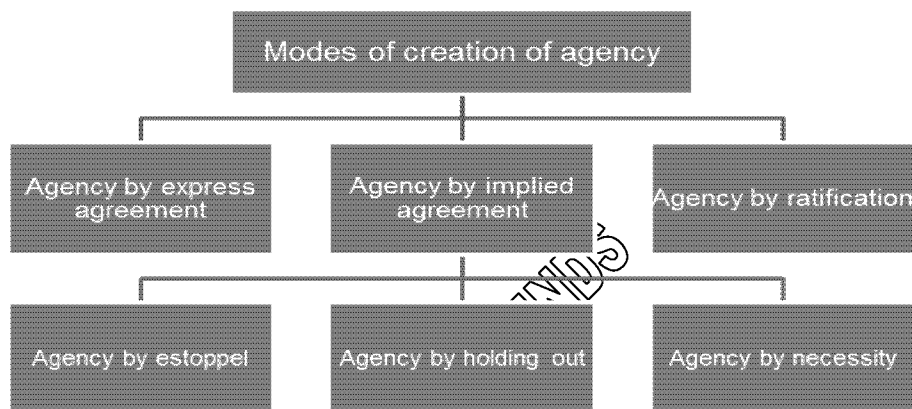 Modes of creation of agency
Agency by express
agreement
Agency by implied
agreement
Agency by ratification
Agency by estoppel
Agency by holding out
Agency by necessity